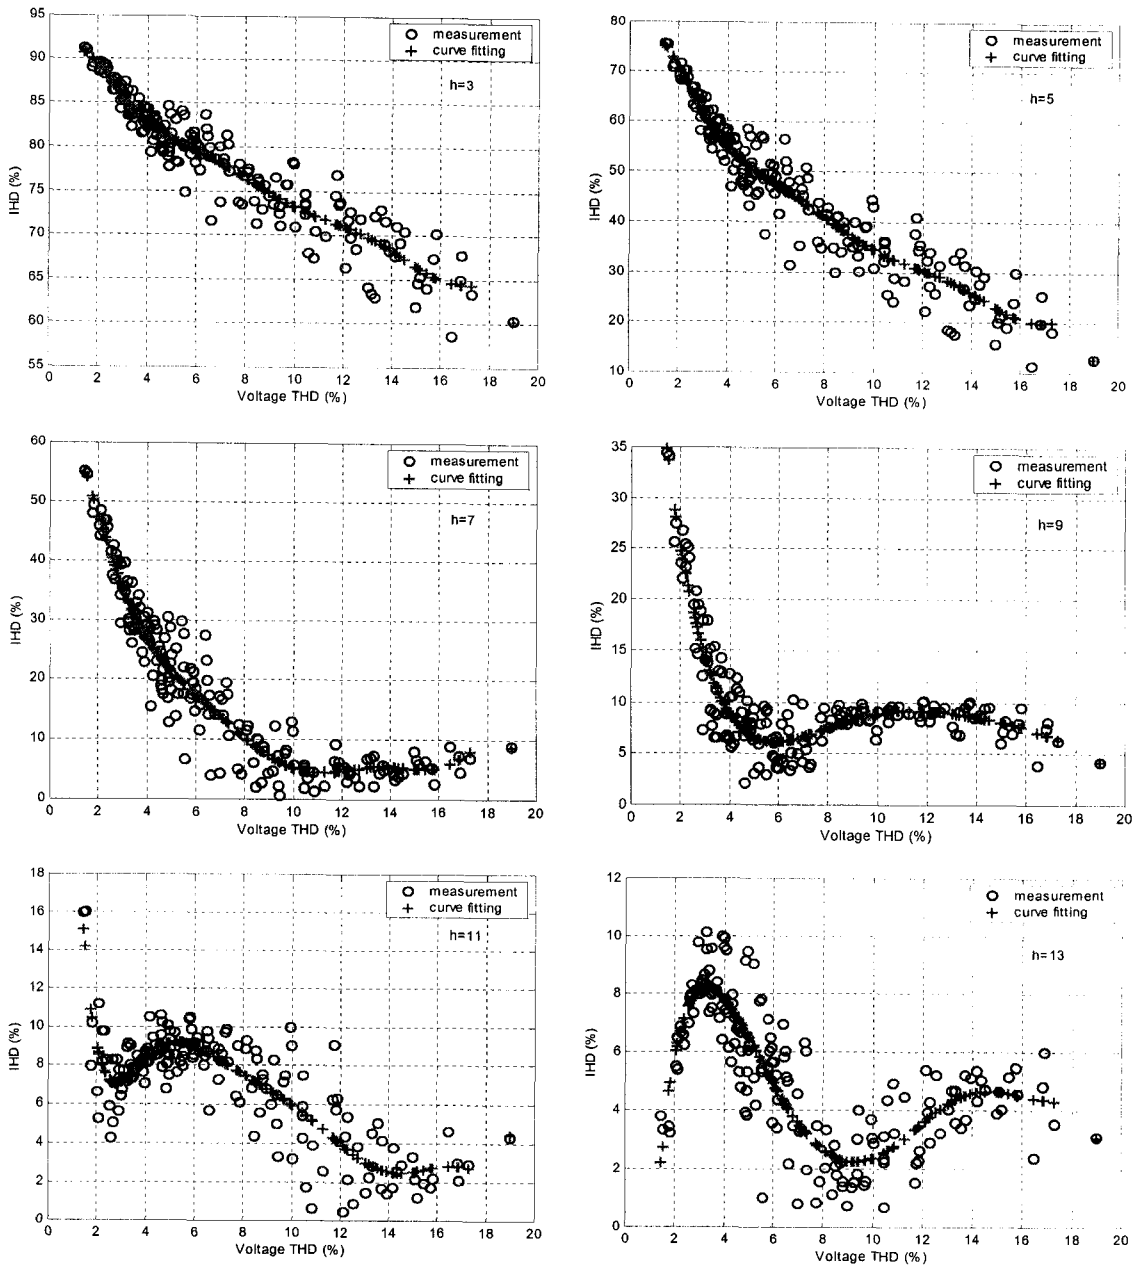 95
90
85
80
75
70
65
60
55
IHD (%)
0 2 4 6 8 10 12 14 16 18 20
Voltage THD (%)
measurement
curve fitting
h=3
80
70
60
50
40
30
20
10
IHD (%)
0 2 4 6 8 10 12 14 16 18 20
Voltage THD (%)
measurement
curve fitting
h=5
60
50
40
30
20
10
0
IHD (%)
0 2 4 6 8 10 12 14 16 18 20
Voltage THD (%)
measurement
curve fitting
h=7
35
30
25
20
15
10
5
0
IHD (%)
0 2 4 6 8 10 12 14 16 18 20
Voltage THD (%)
measurement
curve fitting
h=9
18
16
14
12
10
8
6
4
2
0
IHD (%)
0 2 4 6 8 10 12 14 16 18 20
Voltage THD (%)
measurement
curve fitting
h=11
12
10
8
6
4
2
0
IHD (%)
0 2 4 6 8 10 12 14 16 18 20
Voltage THD (%)
measurement
curve fitting
h=13